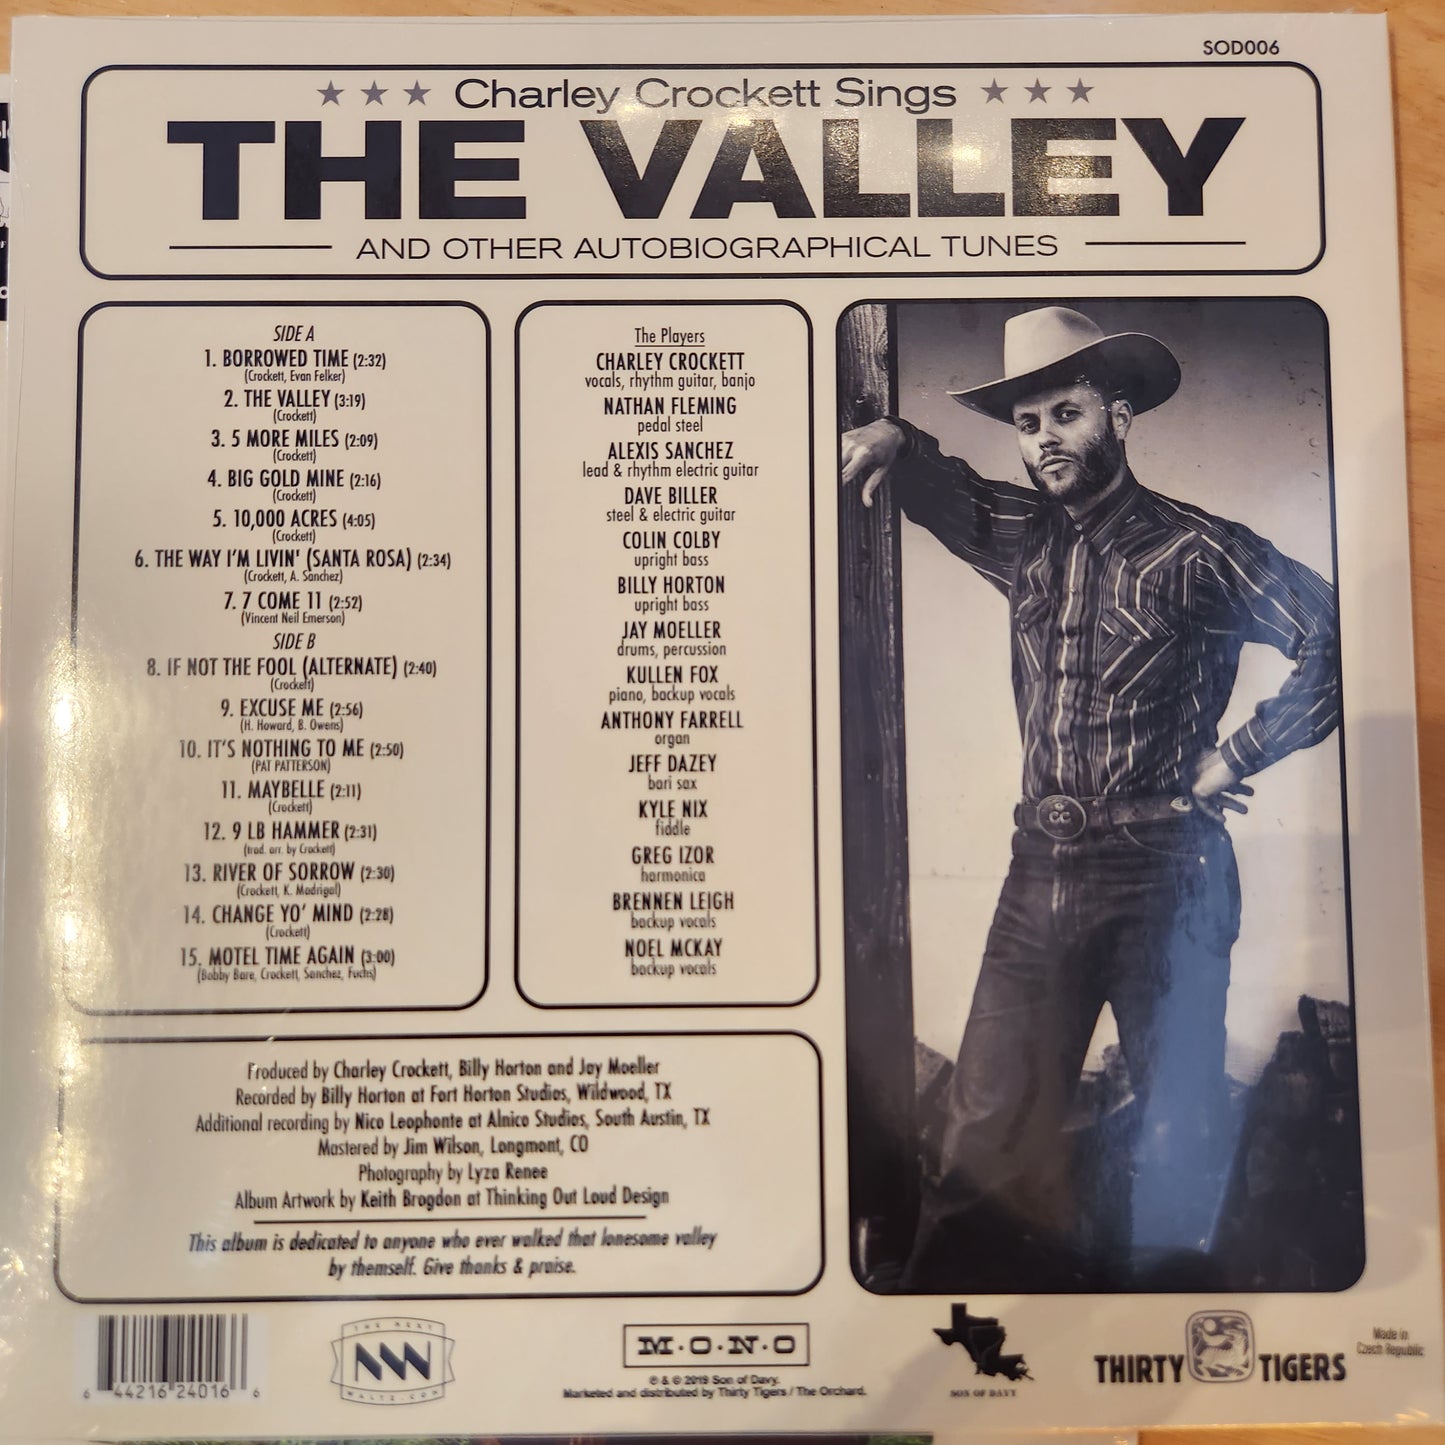 SOD006
★ ★ ★ Charley Crockett Sings ★ ★ ★
THE VALLEY
AND OTHER AUTOBIOGRAPHICAL TUNES
SIDE A
1. BORROWED TIME (2:32)
(Crockett, Evan Felker)
2. THE VALLEY (3:19)
(Crockett)
3. 5 MORE MILES (2:09)
(Crockett)
4. BIG GOLD MINE (2:16)
(Crockett)
5. 10,000 ACRES (4:05)
(Crockett)
6. THE WAY I'M LIVIN' (SANTA ROSA) (2:34)
(Crockett, A. Sanchez)
7. 7 COME 11 (2:52)
(Vincent Neil Emerson)
SIDE B
8. IF NOT THE FOOL (ALTERNATE) (2:40)
(Crockett)
9. EXCUSE ME (2:56)
(H. Howard, B. Owens)
10. IT'S NOTHING TO ME (2:50)
(PAT PATTERSON)
11. MAYBELLE (2:11)
(Crockett)
12. 9 LB HAMMER (2:31)
(trad. arr. by Crockett)
13. RIVER OF SORROW (2:30)
(Crockett, K. Madrigal)
14. CHANGE YO' MIND (2:28)
(Crockett)
15. MOTEL TIME AGAIN (3:00)
(Bobby Bare, Crockett, Sanchez, Fuchs)
The Players
CHARLEY CROCKETT
vocals, rhythm guitar, banjo
NATHAN FLEMING
pedal steel
ALEXIS SANCHEZ
lead & rhythm electric guitar
DAVE BILLER
steel & electric guitar
COLIN COLBY
upright bass
BILLY HORTON
upright bass
JAY MOELLER
drums, percussion
KULLEN FOX
piano, backup vocals
ANTHONY FARRELL
organ
JEFF DAZEY
bari sax
KYLE NIX
fiddle
GREG IZOR
harmonica
BRENNEN LEIGH
backup vocals
NOEL MCKAY
backup vocals
CC
Produced by Charley Crockett, Billy Horton and Jay Moeller
Recorded by Billy Horton at Fort Horton Studios, Wildwood, TX
Additional recording by Nico Leophonte at Alnico Studios, South Austin, TX
Mastered by Jim Wilson, Longmont, CO
Photography by Lyza Renee
Album Artwork by Keith Brogdon at Thinking Out Loud Design
This album is dedicated to anyone who ever walked that lonesome valley
by themself. Give thanks & praise.
6 44216 24016 6
THE NEXT
NW
WALTZ.COM
M·O·N·O
℗ & © 2019 Son of Davy.
Marketed and distributed by Thirty Tigers / The Orchard.
SON OF DAVY
THIRTY TIGERS
Made in
Czech Republic